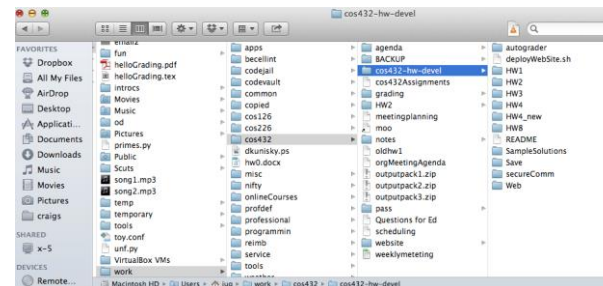 cos432-hw-devel
FAVORITES
Dropbox
All My Files
AirDrop
Desktop
Applicati...
Documents
Downloads
Music
Movies
Pictures
craigs
SHARED
x-5
DEVICES
Remote...
email2
fun
helloGrading.pdf
helloGrading.tex
introcs
Movies
Music
od
Pictures
primes.py
Public
Scuts
song1.mp3
song2.mp3
temp
temporary
tools
toy.conf
unf.py
VirtualBox VMs
work
apps
becellint
codejail
codevault
common
copied
cos126
cos226
cos432
dkunisky.ps
hw0.docx
misc
nifty
onlineCourses
profdef
professional
programmin
reimb
service
tools
agenda
BACKUP
cos432-hw-devel
cos432Assignments
grading
HW2
meetingplanning
moo
notes
oldhw1
orgMeetingAgenda
outputpack1.zip
outputpack2.zip
outputpack3.zip
pass
Questions for Ed
scheduling
website
weeklymeteting
autograder
deployWebSite.sh
HW1
HW2
HW3
HW4
HW4_new
HW8
README
SampleSolutions
Save
secureComm
Web
Macintosh HD Users jug work cos432 cos432-hw-devel